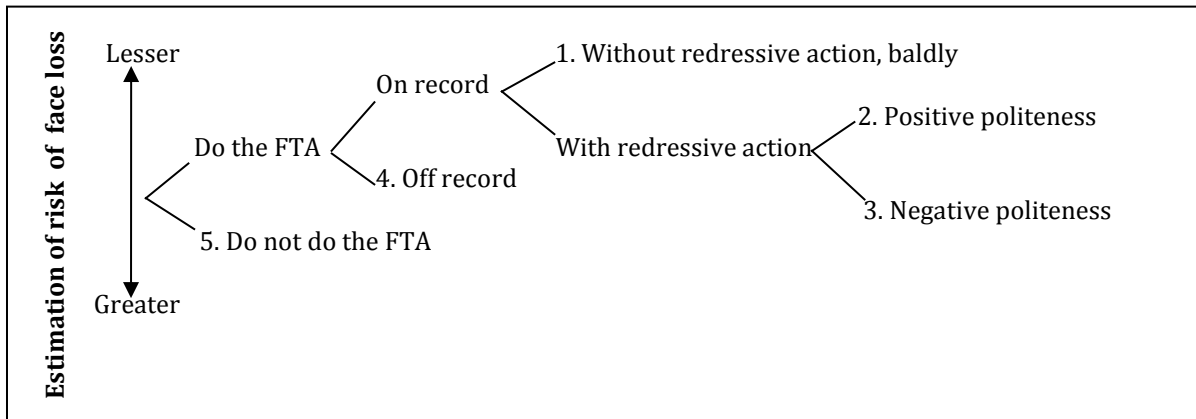 Estimation of risk of face loss
Lesser
1. Without redressive action, baldly
On record
2. Positive politeness
Do the FTA
With redressive action
4. Off record
3. Negative politeness
5. Do not do the FTA
Greater